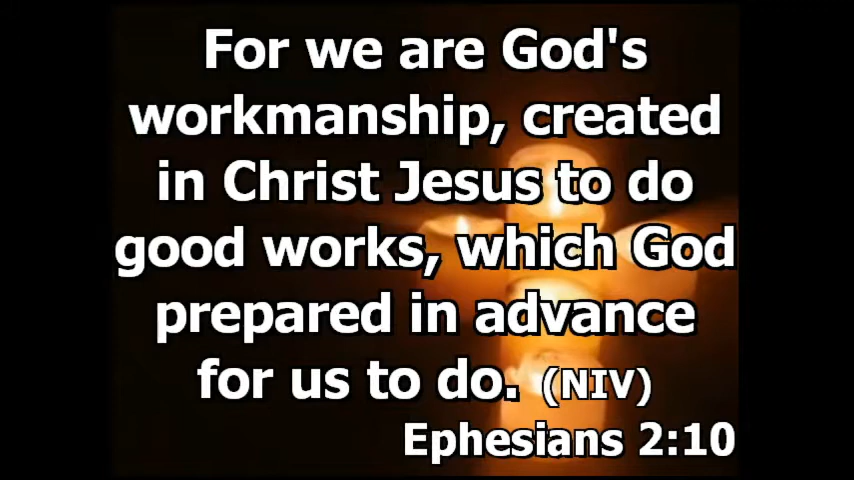 For we are God's
workmanship, created
in Christ Jesus to do
good works, which God
prepared in advance
for us to do. (NIV)
Ephesians 2:10